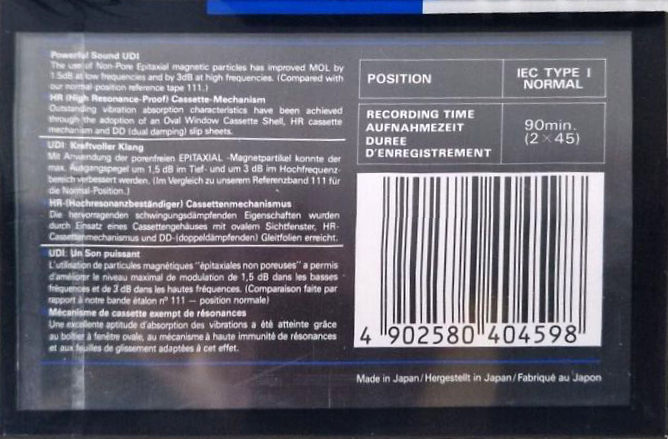 Powerful Sound UDI
The use of Non-Pore Epitaxial magnetic particles has improved MOL by
1.5dB at low frequencies and by 3dB at high frequencies. (Compared with
our normal-position reference tape 111.)
HR (High Resonance-Proof) Cassette-Mechanism
Outstanding vibration absorption characteristics have been achieved
through the adoption of an Oval Window Cassette Shell, HR cassette
mechanism and DD (dual damping) slip sheets.
UDI: Kraftvoller Klang
Mit Anwendung der porenfreien EPITAXIAL -Magnetpartikel konnte der
max. Ausgangspegel um 1,5 dB im Tief- und um 3 dB im Hochfrequenz-
bereich verbessert werden. (Im Vergleich zu unserem Referenzband 111 für
die Normal-Position.)
HR-(Hochresonanzbeständiger) Cassettenmechanismus
Die hervorragenden schwingungsdämpfenden Eigenschaften wurden
durch Einsatz eines Cassettengehäuses mit ovalem Sichtfenster, HR-
Cassettenmechanismus und DD-(doppeldämpfenden) Gleitfolien erreicht.
UDI: Un Son puissant
L'utilisation de particules magnétiques "épitaxiales non poreuses" a permis
d'améliorer le niveau maximal de modulation de 1,5 dB dans les basses
fréquences et de 3 dB dans les hautes fréquences. (Comparaison faite par
rapport à notre bande étalon nº 111 — position normale)
Mécanisme de cassette exempt de résonances
Une excellente aptitude d'absorption des vibrations a été atteinte grâce
au boîtier à fenêtre ovale, au mécanisme à haute immunité de résonances
et aux feuilles de glissement adaptées à cet effet.
POSITION
IEC TYPE I
NORMAL
RECORDING TIME
AUFNAHMEZEIT
DUREE
D'ENREGISTREMENT
90min.
(2×45)
4 902580 404598
Made in Japan/Hergestellt in Japan/Fabriqué au Japon